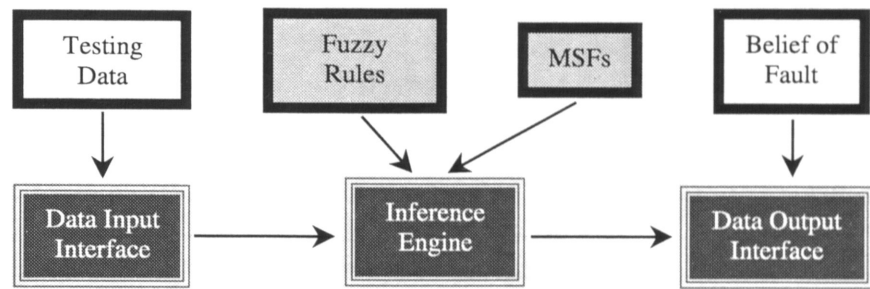 Testing
Data
Fuzzy
Rules
MSFs
Belief of
Fault
Data Input
Interface
Inference
Engine
Data Output
Interface